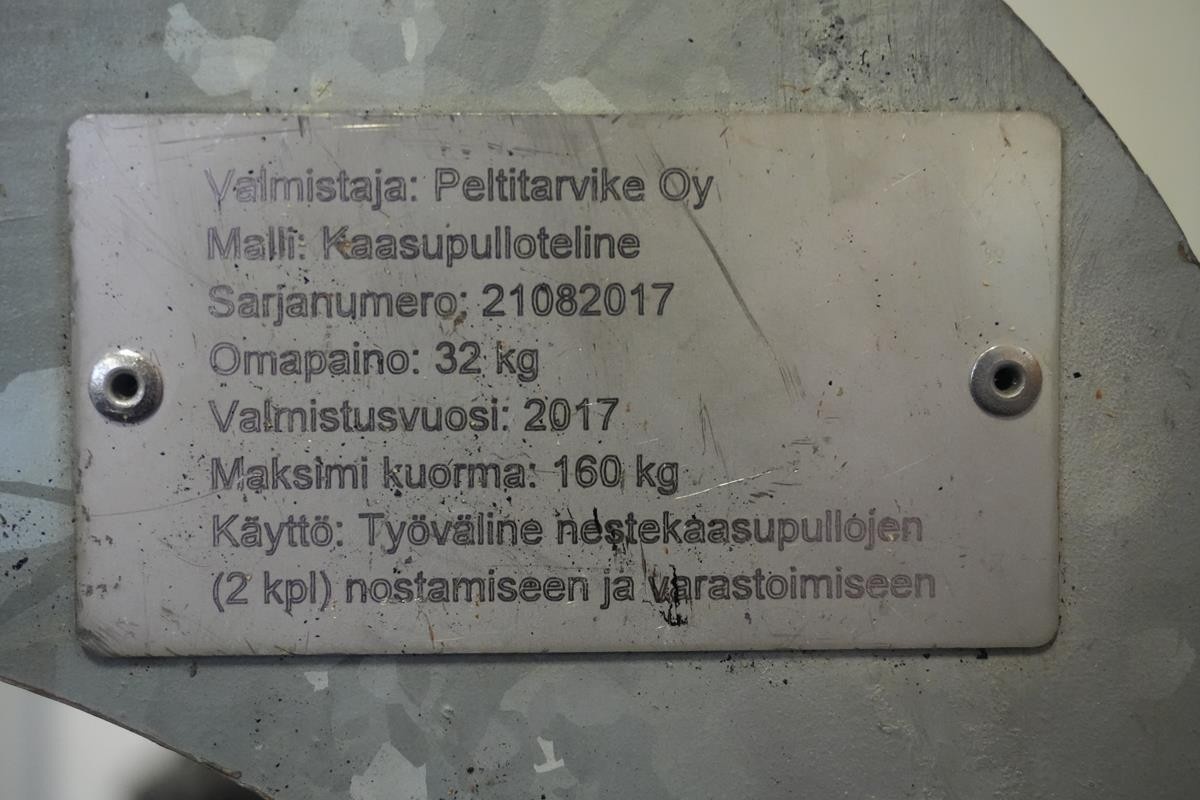 Valmistaja: Peltitarvike Oy
Malli: Kaasupulloteline
Sarjanumero: 21082017
Omapaino: 32 kg
Valmistusvuosi: 2017
Maksimi kuorma: 160 kg
Käyttö: Työväline nestekaasupullojen
(2 kpl) nostamiseen ja varastoimiseen